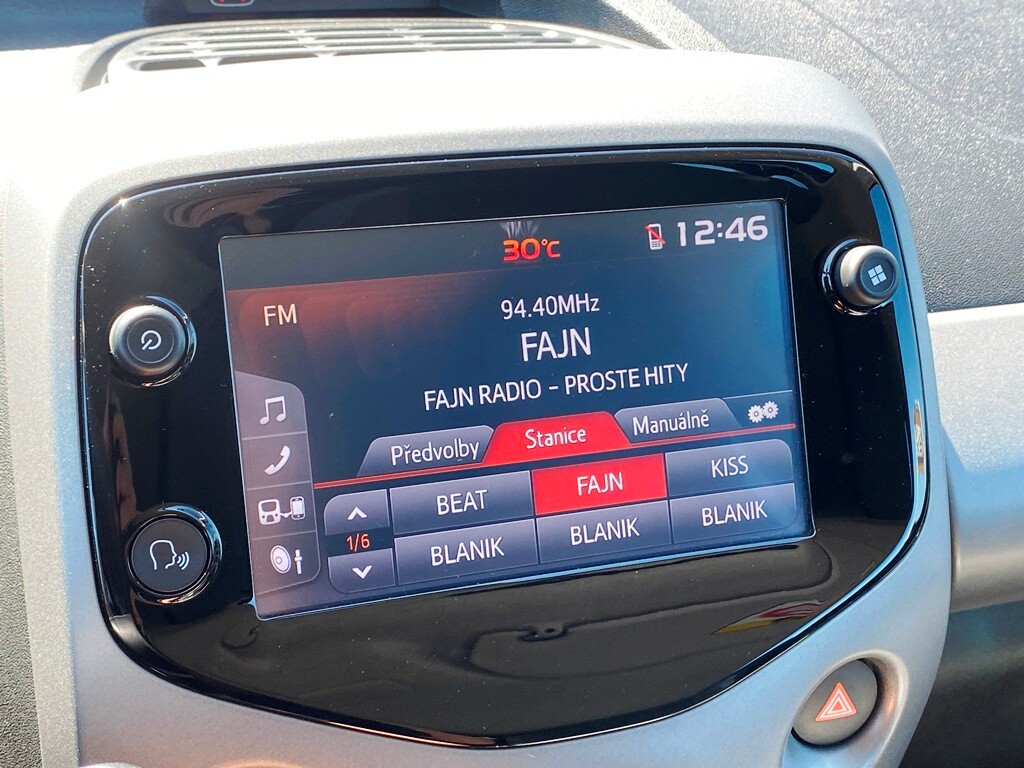 30°C
12:46
FM
94.40MHz
FAJN
FAJN RADIO - PROSTE HITY
Předvolby Stanice Manuálně
BEAT FAJN KISS
1/6
BLANIK BLANIK BLANIK